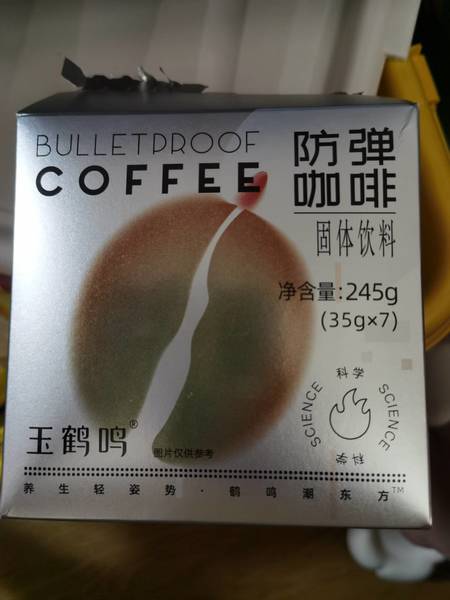 BULLETPROOF
COFFEE
防弹
咖啡
固体饮料
净含量:245g
(35g×7)
科学
SCIENCE
SCIENCE
科学
玉鹤鸣®
图片仅供参考
养生轻姿势·鹤鸣潮东方™